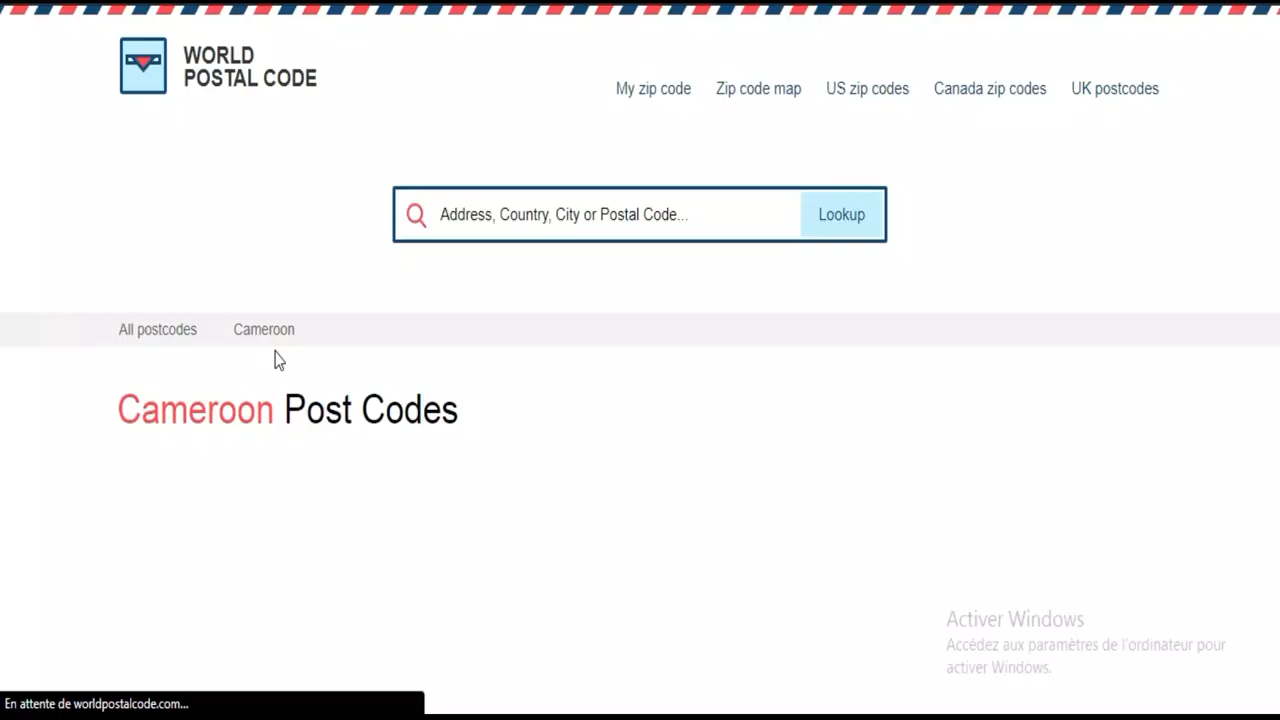 WORLD
POSTAL CODE
My zip code Zip code map US zip codes Canada zip codes UK postcodes
Address, Country, City or Postal Code... Lookup
All postcodes Cameroon
Cameroon Post Codes
Activer Windows
Accédez aux paramètres de l'ordinateur pour
activer Windows.
En attente de worldpostalcode.com...